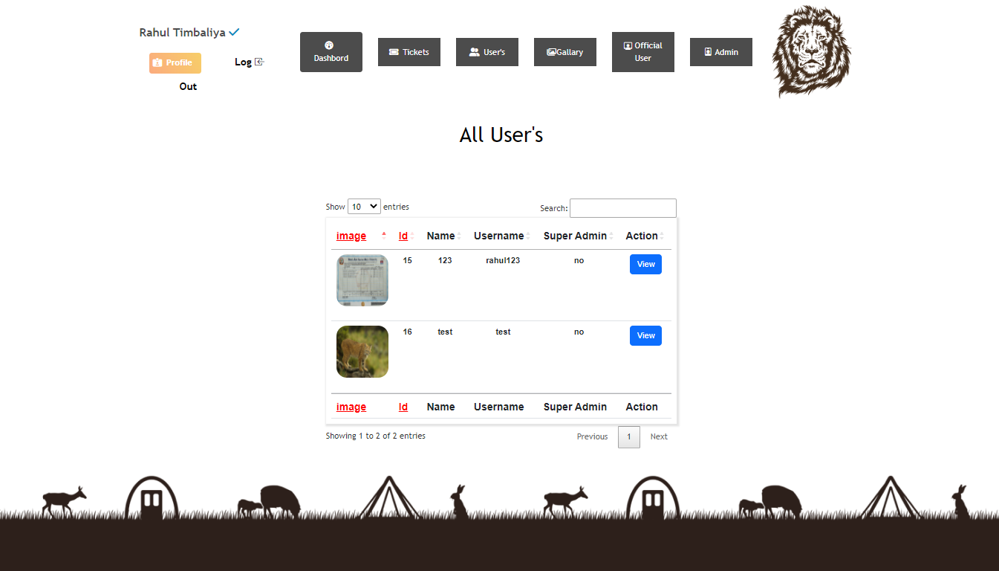 Rahul Timbaliya
Profile
Log
Out
Dashbord
Tickets
User's
Gallary
Official
User
Admin
All User's
Show 10 entries
Search:
image Id Name Username Super Admin Action
15 123 rahul123 no View
16 test test no View
image Id Name Username Super Admin Action
Showing 1 to 2 of 2 entries
Previous 1 Next